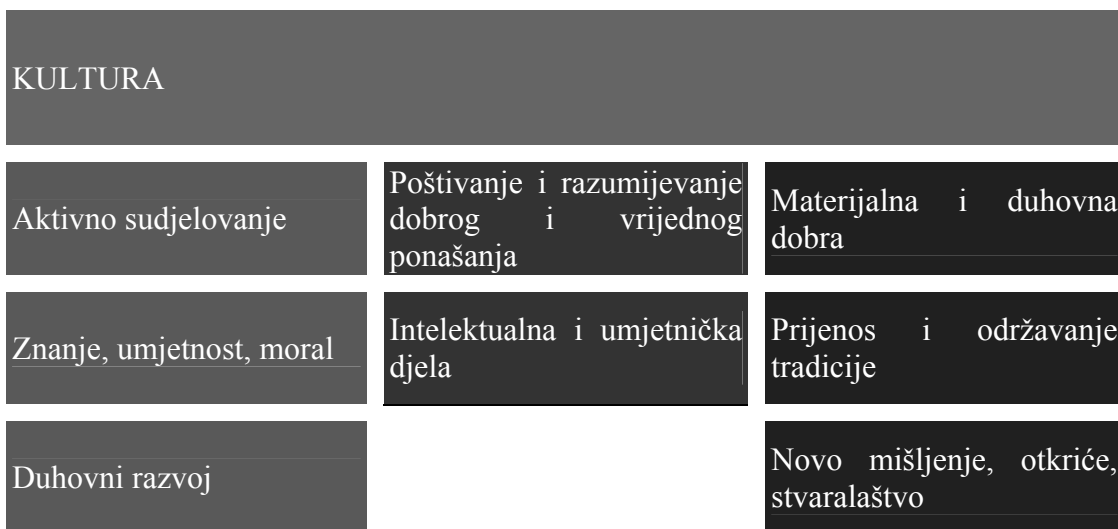 KULTURA
Aktivno sudjelovanje
Poštivanje i razumijevanje
dobrog i vrijednog
ponašanja
Materijalna i duhovna
dobra
Znanje, umjetnost, moral
Intelektualna i umjetnička
djela
Prijenos i održavanje
tradicije
Duhovni razvoj
Novo mišljenje, otkriće,
stvaralaštvo